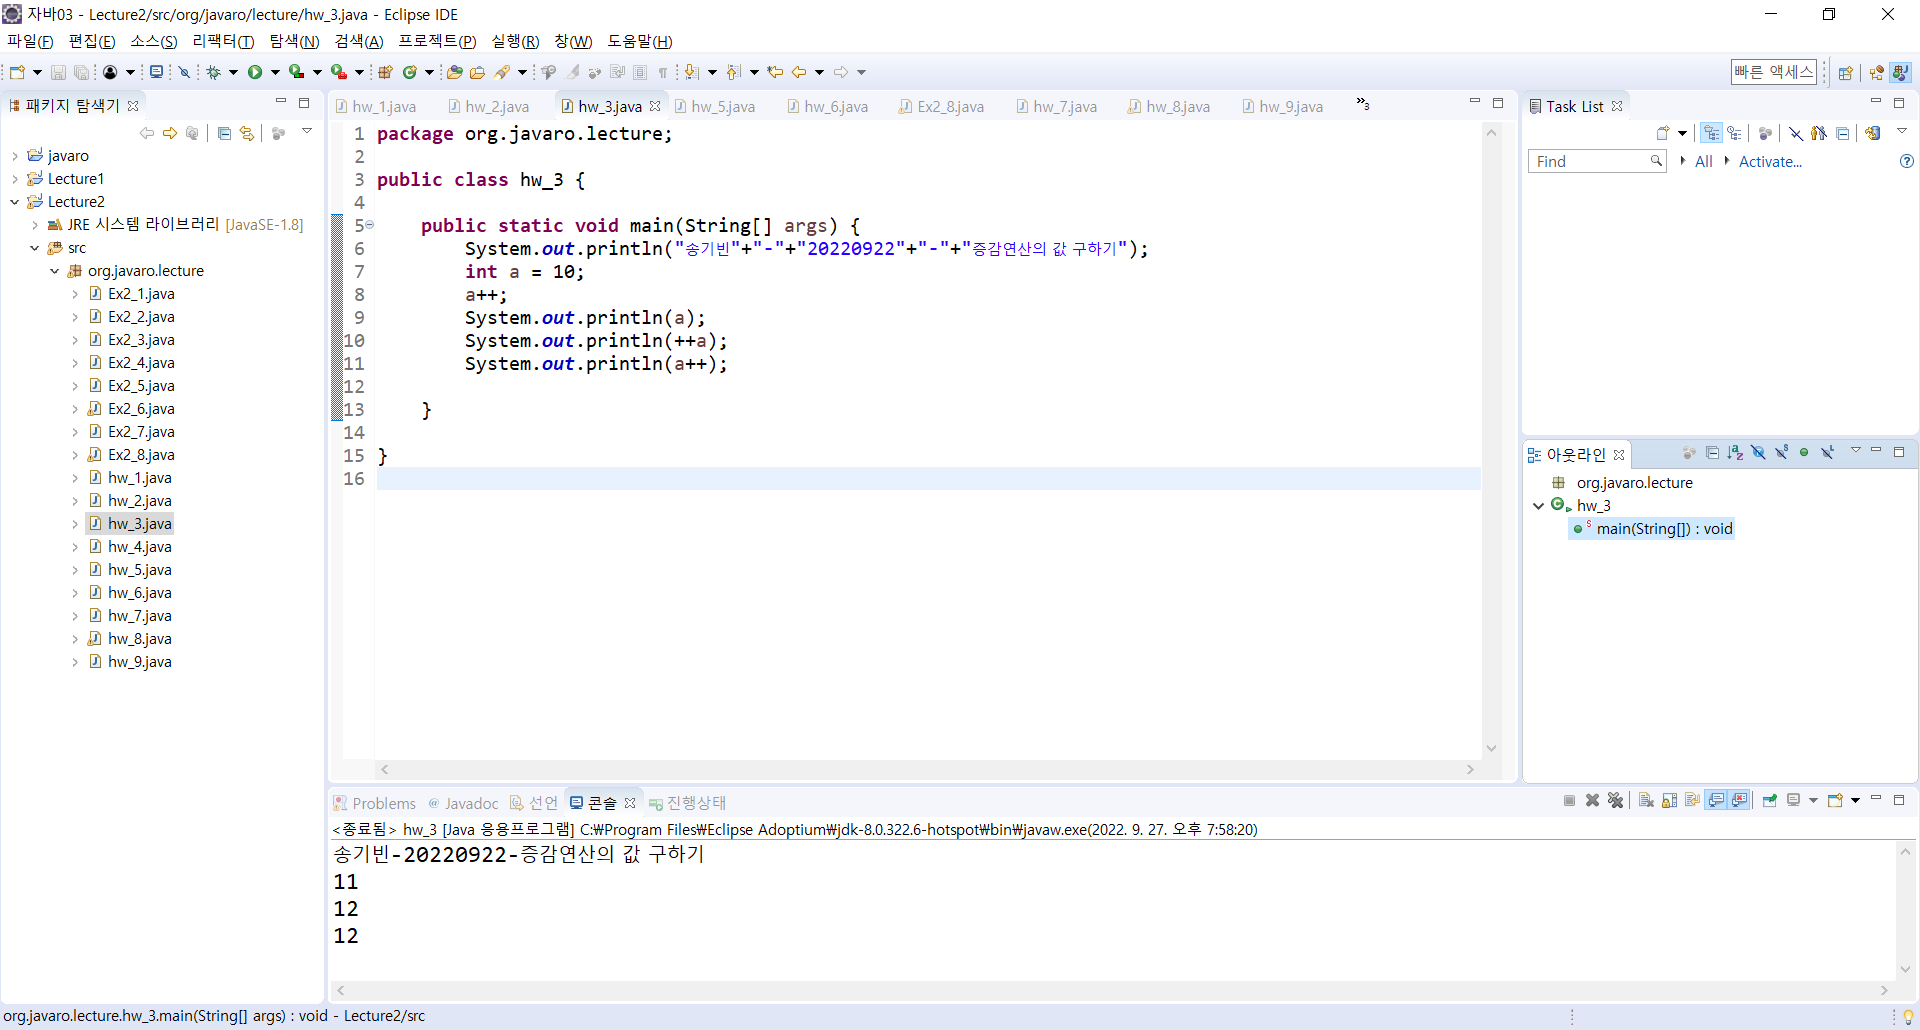 자바03 - Lecture2/src/org/javaro/lecture/hw_3.java - Eclipse IDE
파일(F) 편집(E) 소스(S) 리팩터(T) 탐색(N) 검색(A) 프로젝트(P) 실행(R) 창(W) 도움말(H)
빠른 액세스
패키지 탐색기
javaro
Lecture1
Lecture2
JRE 시스템 라이브러리 [JavaSE-1.8]
src
org.javaro.lecture
Ex2_1.java
Ex2_2.java
Ex2_3.java
Ex2_4.java
Ex2_5.java
Ex2_6.java
Ex2_7.java
Ex2_8.java
hw_1.java
hw_2.java
hw_3.java
hw_4.java
hw_5.java
hw_6.java
hw_7.java
hw_8.java
hw_9.java
hw_1.java hw_2.java hw_3.java hw_5.java hw_6.java Ex2_8.java hw_7.java hw_8.java hw_9.java »3
1 package org.javaro.lecture;
2
3 public class hw_3 {
4
5 public static void main(String[] args) {
6 System.out.println("송기빈"+"-"+"20220922"+"-"+"증감연산의 값 구하기");
7 int a = 10;
8 a++;
9 System.out.println(a);
10 System.out.println(++a);
11 System.out.println(a++);
12
13 }
14
15 }
16
Task List
Find All Activate...
아웃라인
org.javaro.lecture
hw_3
main(String[]) : void
Problems @ Javadoc 선언 콘솔 진행상태
<종료됨> hw_3 [Java 응용프로그램] C:₩Program Files₩Eclipse Adoptium₩jdk-8.0.322.6-hotspot₩bin₩javaw.exe(2022. 9. 27. 오후 7:58:20)
송기빈-20220922-증감연산의 값 구하기
11
12
12
org.javaro.lecture.hw_3.main(String[] args) : void - Lecture2/src